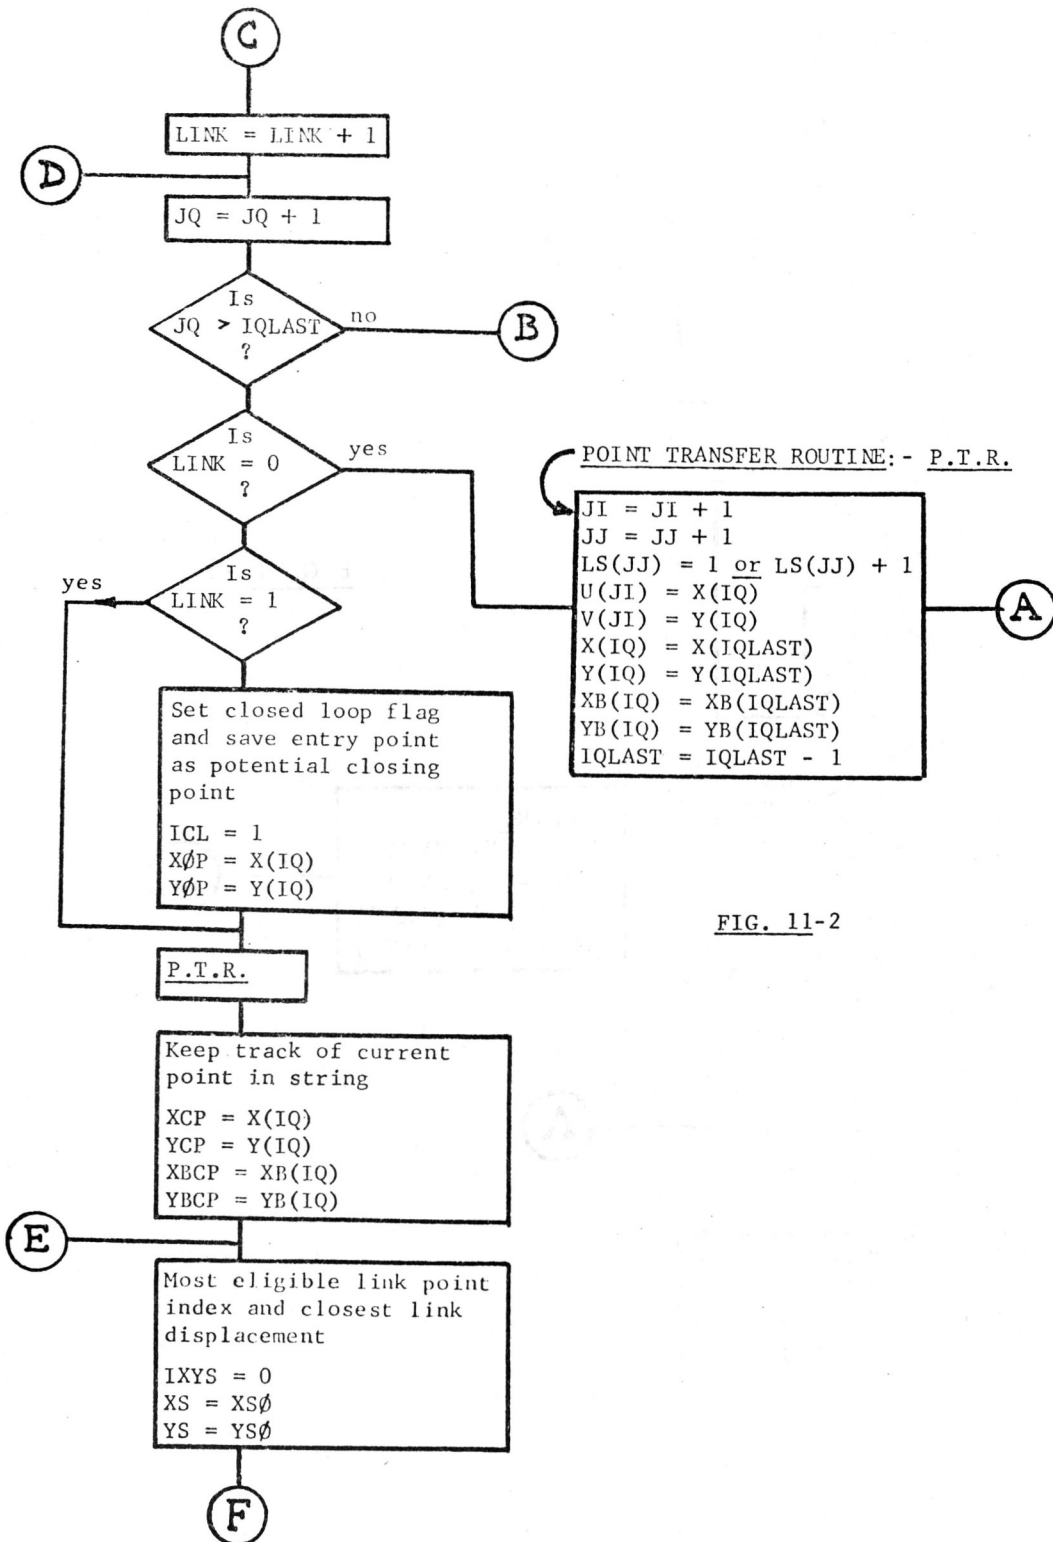 C
LINK = LINK + 1
D
JQ = JQ + 1
Is
JQ > IQLAST
?
no
B
Is
LINK = 0
?
yes
POINT TRANSFER ROUTINE:- P.T.R.
JI = JI + 1
JJ = JJ + 1
LS(JJ) = 1 or LS(JJ) + 1
U(JI) = X(IQ)
V(JI) = Y(IQ)
X(IQ) = X(IQLAST)
Y(IQ) = Y(IQLAST)
XB(IQ) = XB(IQLAST)
YB(IQ) = YB(IQLAST)
IQLAST = IQLAST - 1
A
yes
Is
LINK = 1
?
Set closed loop flag
and save entry point
as potential closing
point
ICL = 1
XØP = X(IQ)
YØP = Y(IQ)
FIG. 11-2
P.T.R.
Keep track of current
point in string
XCP = X(IQ)
YCP = Y(IQ)
XBCP = XB(IQ)
YBCP = YB(IQ)
E
Most eligible link point
index and closest link
displacement
IXYS = 0
XS = XSØ
YS = YSØ
F